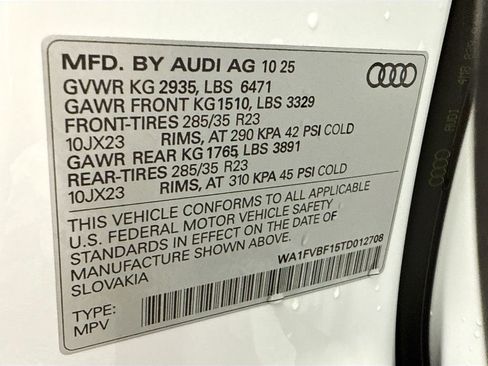 MFD. BY AUDI AG 10 25
GVWR KG 2935, LBS 6471
GAWR FRONT KG1510, LBS 3329
FRONT-TIRES 285/35 R23
10JX23 RIMS, AT 290 KPA 42 PSI COLD
GAWR REAR KG1765, LBS 3891
REAR-TIRES 285/35 R23
10JX23 RIMS, AT 310 KPA 45 PSI COLD
THIS VEHICLE CONFORMS TO ALL APPLICABLE
U.S. FEDERAL MOTOR VEHICLE SAFETY
STANDARDS IN EFFECT ON THE DATE OF
MANUFACTURE SHOWN ABOVE.
SLOVAKIA
WA1FVBF15TD012708
TYPE:
MPV
AUDI